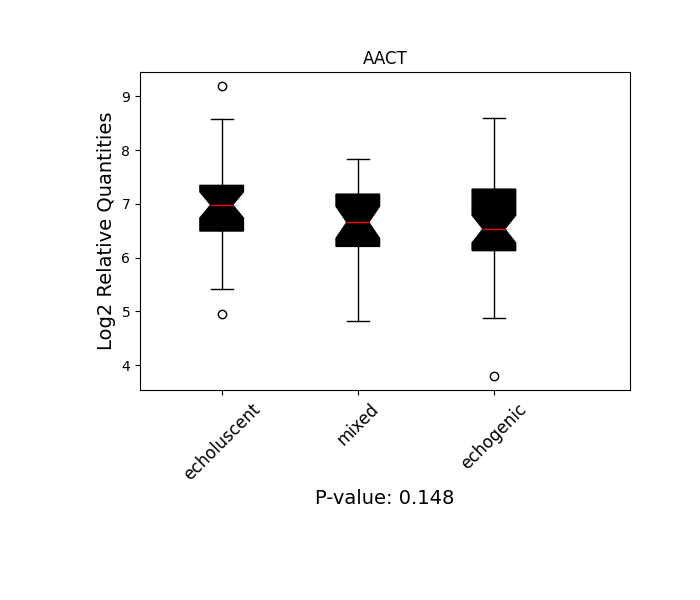 AACT
Log2 Relative Quantities
9
8
7
6
5
4
echoluscent
mixed
echogenic
P-value: 0.148